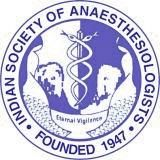 INDIAN SOCIETY OF ANAESTHESIOLOGISTS
Eternal Vigilance
FOUNDED 1947